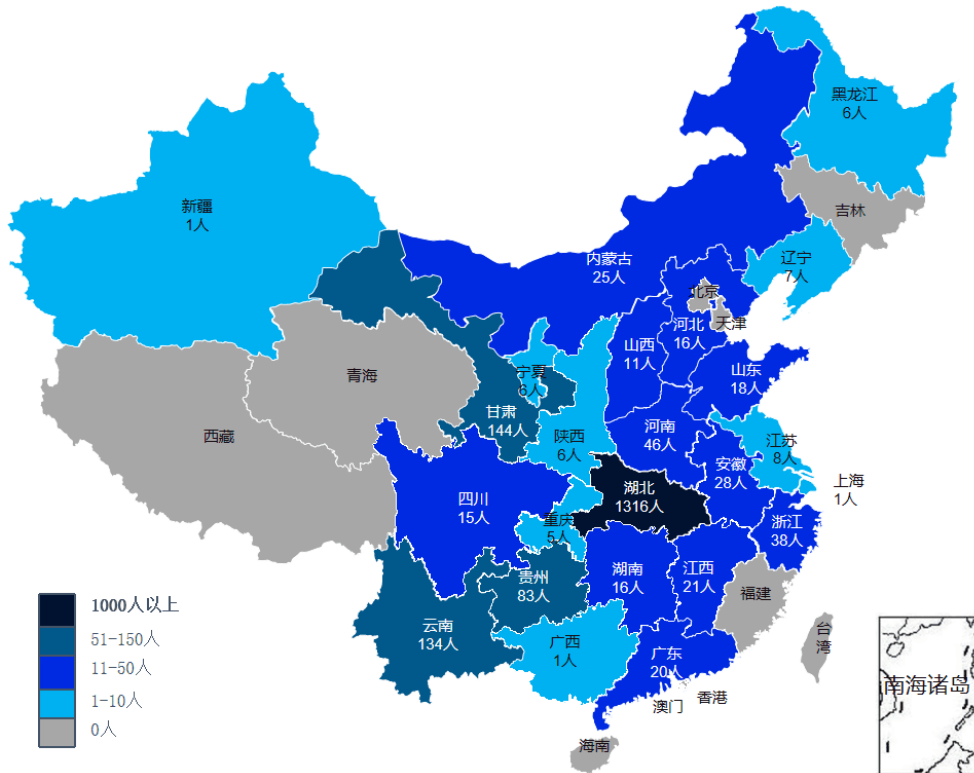 黑龙江
6人
新疆
1人
吉林
内蒙古
25人
辽宁
7人
北京
天津
河北
16人
山西
11人
山东
18人
宁夏
6人
青海
甘肃
144人
陕西
6人
河南
46人
江苏
8人
西藏
安徽
28人
四川
15人
湖北
1316人
上海
1人
重庆
5人
浙江
38人
贵州
83人
湖南
16人
江西
21人
福建
云南
134人
广西
1人
广东
20人
台
湾
香港
澳门
海南
1000人以上
51-150人
11-50人
1-10人
0人
南海诸岛